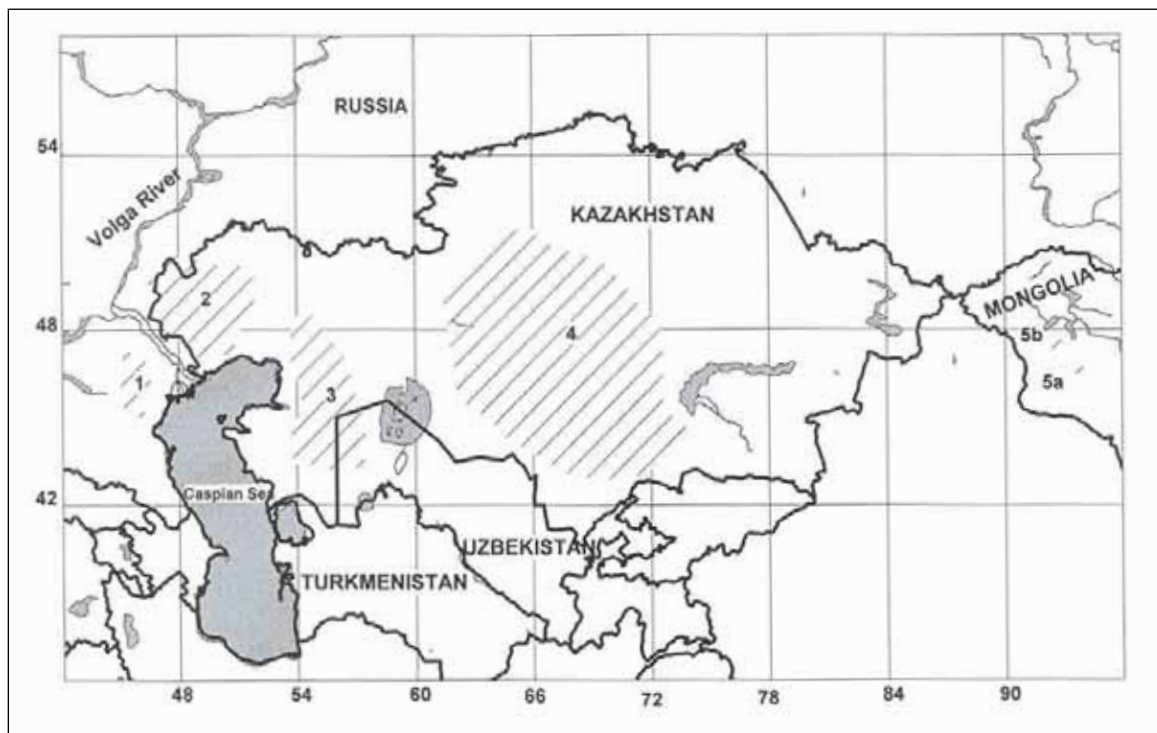 RUSSIA
54
Volga River
KAZAKHSTAN
2
MONGOLIA
48
4
5b
1
3
5a
Caspian Sea
42
UZBEKISTAN
TURKMENISTAN
48 54 60 66 72 78 84 90